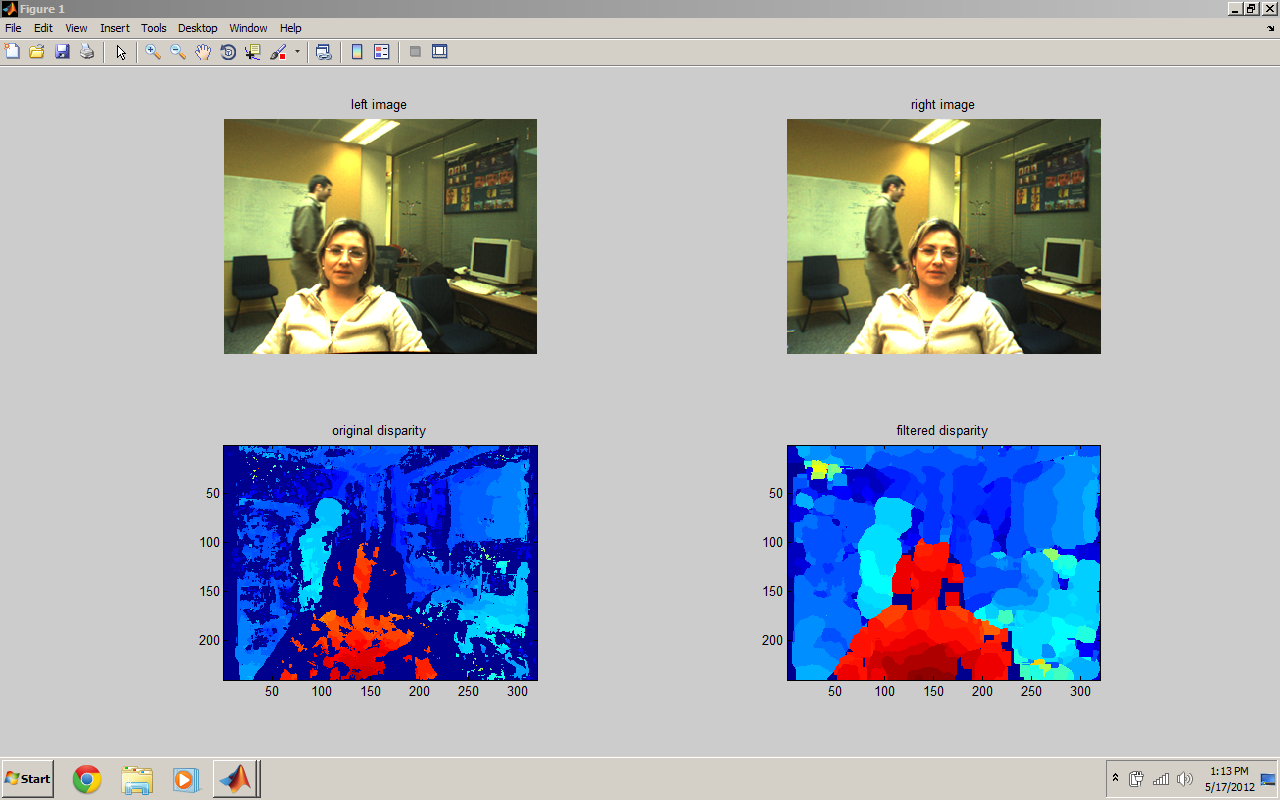 Figure 1
File Edit View Insert Tools Desktop Window Help
left image
right image
original disparity
filtered disparity
50
100
150
200
50 100 150 200 250 300
50
100
150
200
50 100 150 200 250 300
Start
1:13 PM
5/17/2012